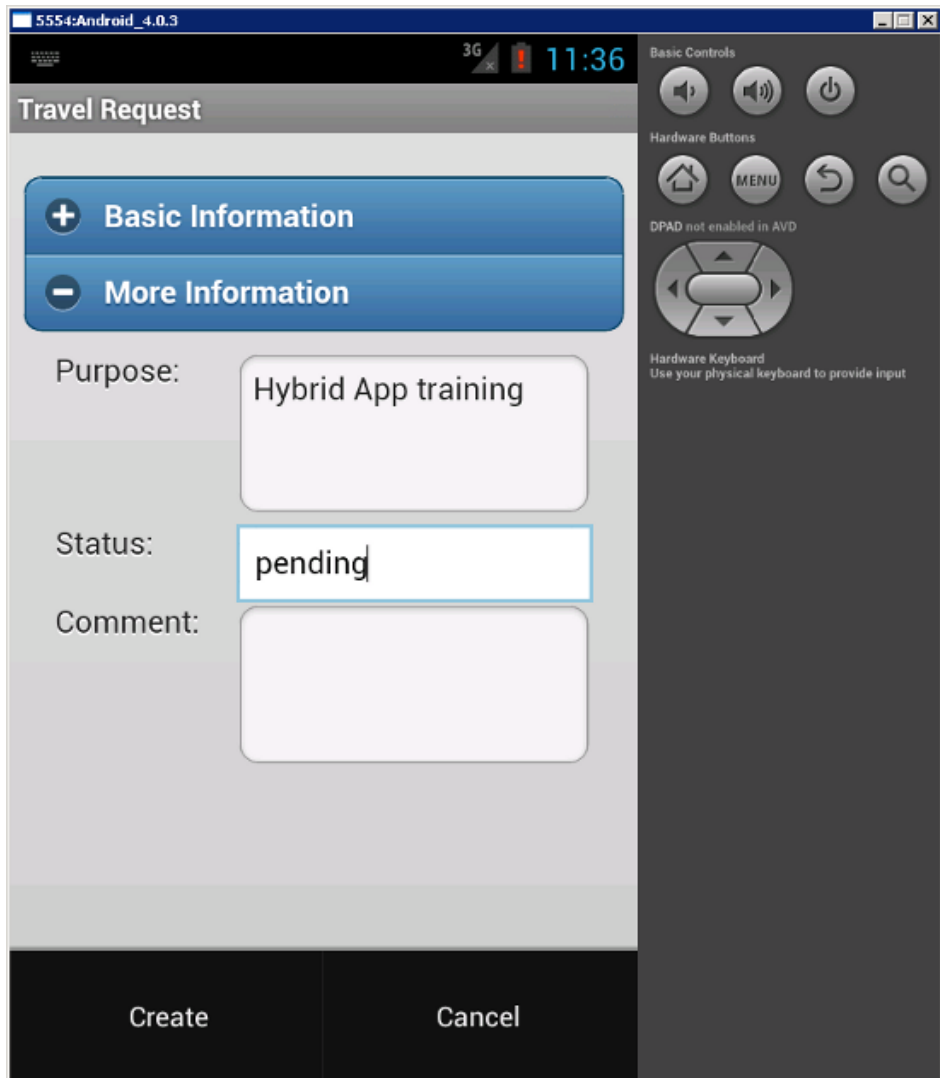 5554:Android_4.0.3
3G 11:36
Travel Request
Basic Information
More Information
Purpose:
Hybrid App training
Status:
pending
Comment:
Create
Cancel
Basic Controls
Hardware Buttons
MENU
DPAD not enabled in AVD
Hardware Keyboard
Use your physical keyboard to provide input